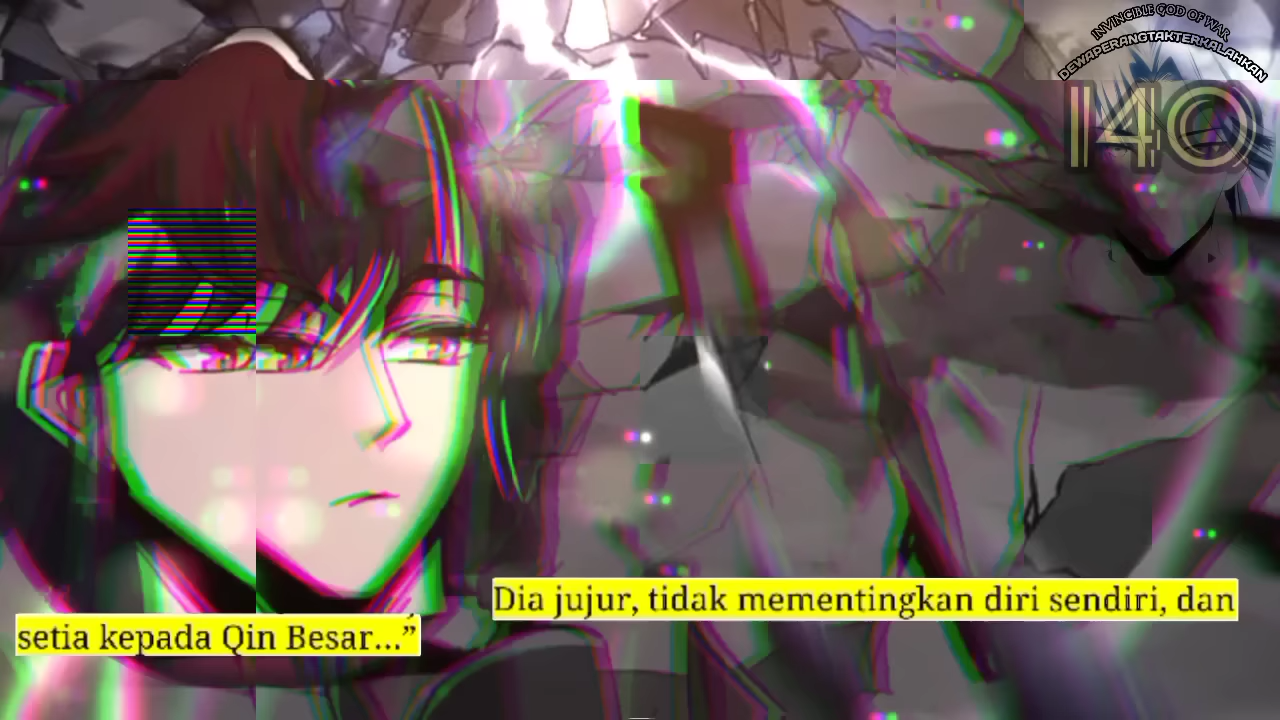 INVINCIBLE GOD OF WAR
DEWAPERANGTAKTERKALAHKAN
140
Dia jujur, tidak mementingkan diri sendiri, dan
setia kepada Qin Besar...”